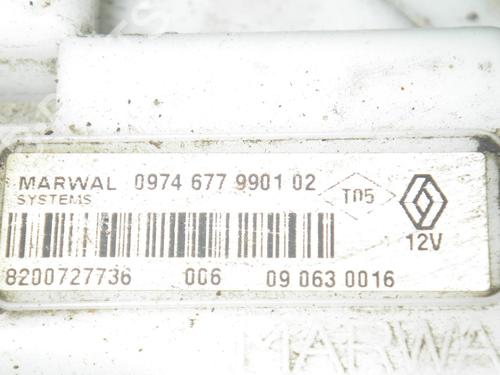 MARWAL 0974 677 9901 02
SYSTEMS
T05
12V
8200727736 006 09 063 0016
MARWA